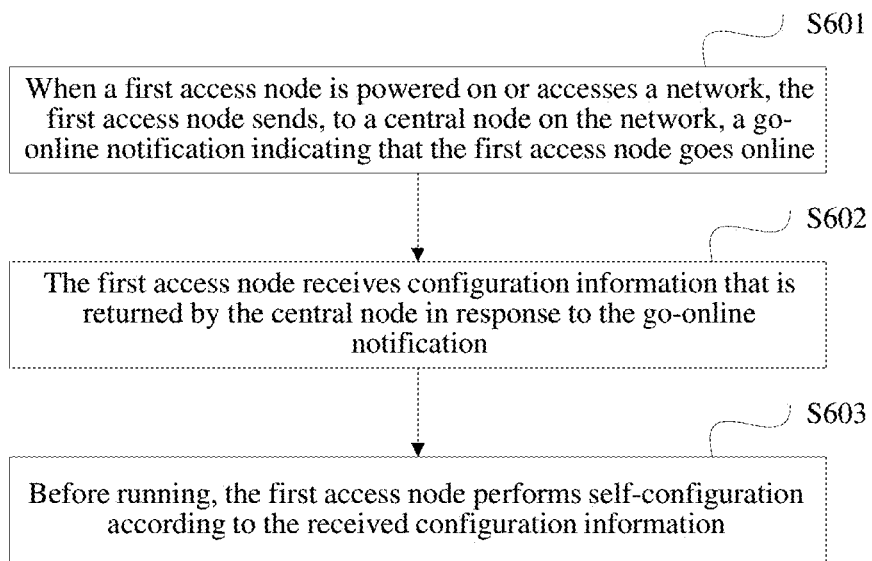 S601
When a first access node is powered on or accesses a network, the
first access node sends, to a central node on the network, a go-
online notification indicating that the first access node goes online
S602
The first access node receives configuration information that is
returned by the central node in response to the go-online
notification
S603
Before running, the first access node performs self-configuration
according to the received configuration information